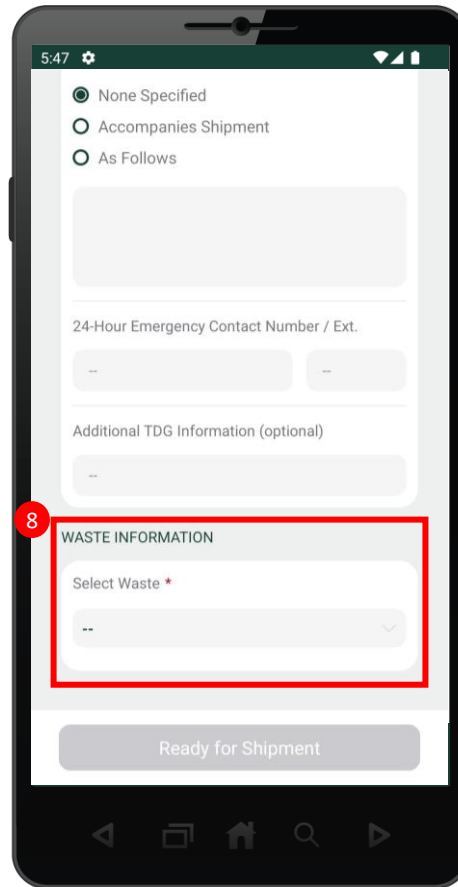 5:47
None Specified
Accompanies Shipment
As Follows
24-Hour Emergency Contact Number / Ext.
-- --
Additional TDG Information (optional)
--
8
WASTE INFORMATION
Select Waste *
--
Ready for Shipment